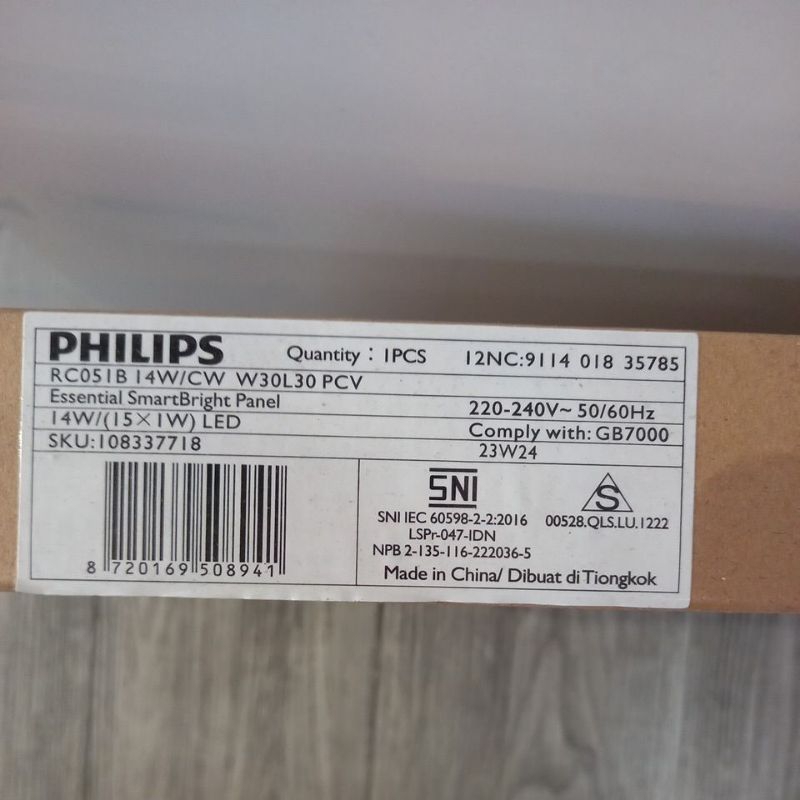 PHILIPS Quantity : 1PCS 12NC:9114 018 35785
RC051B 14W/CW W30L30 PCV
Essential SmartBright Panel 220-240V~ 50/60Hz
14W/(15×1W) LED Comply with: GB7000
SKU:108337718 23W24
SNI
S
SNI IEC 60598-2-2:2016 00528.QLS.LU.1222
LSPr-047-IDN
NPB 2-135-116-222036-5
8 720169 508941
Made in China/ Dibuat di Tiongkok